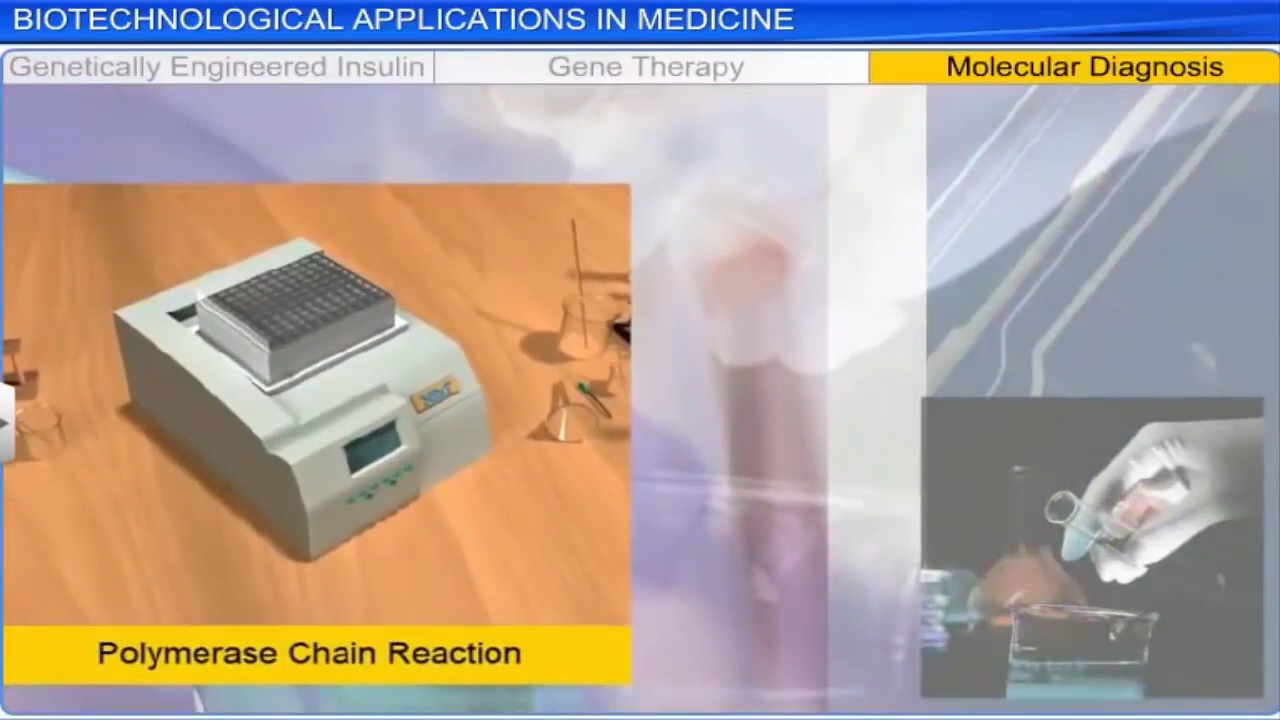 BIOTECHNOLOGICAL APPLICATIONS IN MEDICINE
Genetically Engineered Insulin
Gene Therapy
Molecular Diagnosis
Polymerase Chain Reaction